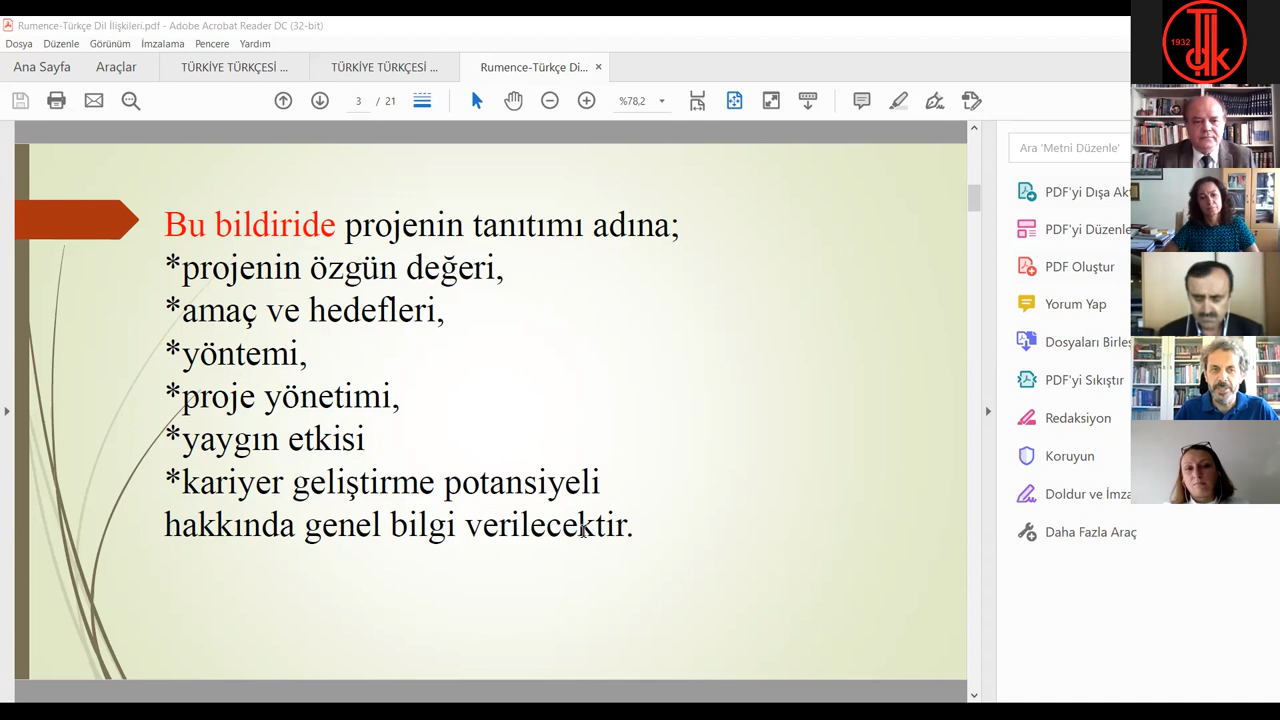 Rumence-Türkçe Dil İlişkileri.pdf - Adobe Acrobat Reader DC (32-bit)
Dosya Düzenle Görünüm İmzalama Pencere Yardım
Ana Sayfa Araçlar TÜRKİYE TÜRKÇESİ ... TÜRKİYE TÜRKÇESİ ... Rumence-Türkçe Di... ×
3 / 21 %78,2
Bu bildiride projenin tanıtımı adına;
*projenin özgün değeri,
*amaç ve hedefleri,
*yöntemi,
*proje yönetimi,
*yaygın etkisi
*kariyer geliştirme potansiyeli
hakkında genel bilgi verilecektir.
Ara 'Metni Düzenle'
PDF'yi Dışa Akt
PDF'yi Düzenle
PDF Oluştur
Yorum Yap
Dosyaları Birleş
PDF'yi Sıkıştır
Redaksiyon
Koruyun
Doldur ve İmza
Daha Fazla Araç
1932